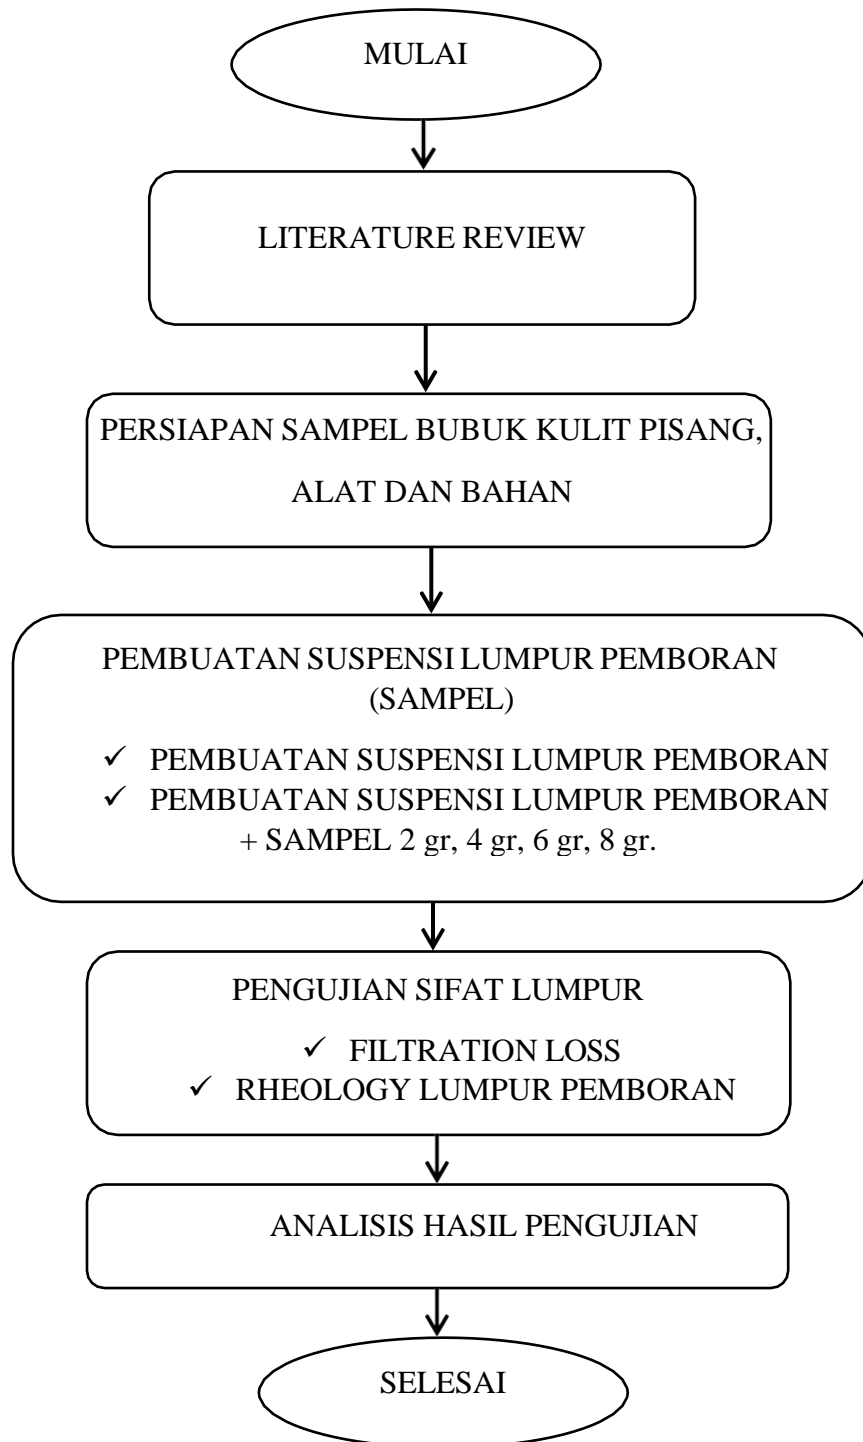 MULAI
LITERATURE REVIEW
PERSIAPAN SAMPEL BUBUK KULIT PISANG,
ALAT DAN BAHAN
PEMBUATAN SUSPENSI LUMPUR PEMBORAN
(SAMPEL)
✓ PEMBUATAN SUSPENSI LUMPUR PEMBORAN
✓ PEMBUATAN SUSPENSI LUMPUR PEMBORAN
+ SAMPEL 2 gr, 4 gr, 6 gr, 8 gr.
PENGUJIAN SIFAT LUMPUR
✓ FILTRATION LOSS
✓ RHEOLOGY LUMPUR PEMBORAN
ANALISIS HASIL PENGUJIAN
SELESAI